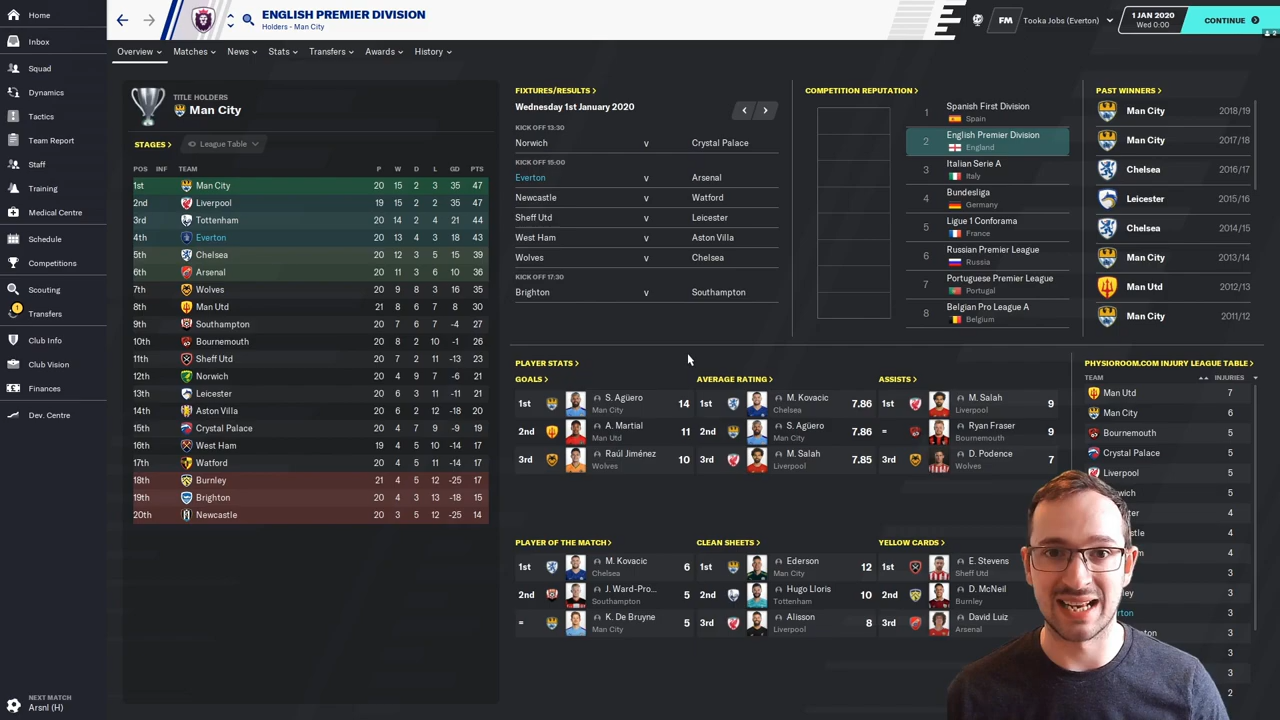 Home
Inbox
Squad
Dynamics
Tactics
Team Report
Staff
Training
Medical Centre
Schedule
Competitions
Scouting
1
Transfers
Club Info
Club Vision
Finances
Dev. Centre
NEXT MATCH
Arsnl (H)
ENGLISH PREMIER DIVISION
Holders - Man City
FM
Tooka Jobs (Everton)
1 JAN 2020
Wed 0:00
CONTINUE
2
Overview Matches News Stats Transfers Awards History
TITLE HOLDERS
Man City
STAGES
League Table
POS INF TEAM P W D L GD PTS
1st Man City 20 15 2 3 35 47
2nd Liverpool 19 15 2 2 35 47
3rd Tottenham 20 14 2 4 21 44
4th Everton 20 13 4 3 18 43
5th Chelsea 20 12 3 5 15 39
6th Arsenal 20 11 3 6 10 36
7th Wolves 20 9 8 3 16 35
8th Man Utd 21 8 6 7 8 30
9th Southampton 20 7 6 7 -4 27
10th Bournemouth 20 8 2 10 -1 26
11th Sheff Utd 20 7 2 11 -13 23
12th Norwich 20 4 9 7 -6 21
13th Leicester 20 6 3 11 -11 21
14th Aston Villa 20 6 2 12 -18 20
15th Crystal Palace 20 4 7 9 -9 19
16th West Ham 19 4 5 10 -14 17
17th Watford 20 4 5 11 -14 17
18th Burnley 21 4 5 12 -25 17
19th Brighton 20 4 3 13 -18 15
20th Newcastle 20 3 5 12 -25 14
FIXTURES/RESULTS
Wednesday 1st January 2020
KICK OFF 13:30
Norwich v Crystal Palace
KICK OFF 15:00
Everton v Arsenal
Newcastle v Watford
Sheff Utd v Leicester
West Ham v Aston Villa
Wolves v Chelsea
KICK OFF 17:30
Brighton v Southampton
COMPETITION REPUTATION
1 Spanish First Division
Spain
2 English Premier Division
England
3 Italian Serie A
Italy
4 Bundesliga
Germany
5 Ligue 1 Conforama
France
6 Russian Premier League
Russia
7 Portuguese Premier League
Portugal
8 Belgian Pro League A
Belgium
PAST WINNERS
Man City 2018/19
Man City 2017/18
Chelsea 2016/17
Leicester 2015/16
Chelsea 2014/15
Man City 2013/14
Man Utd 2012/13
Man City 2011/12
PLAYER STATS
GOALS
1st S. Agüero 14
Man City
2nd A. Martial 11
Man Utd
3rd Raúl Jiménez 10
Wolves
AVERAGE RATING
1st M. Kovacic 7.86
Chelsea
2nd S. Agüero 7.86
Man City
3rd M. Salah 7.85
Liverpool
ASSISTS
1st M. Salah 9
Liverpool
= Ryan Fraser 9
Bournemouth
3rd D. Podence 7
Wolves
PLAYER OF THE MATCH
1st M. Kovacic 6
Chelsea
2nd J. Ward-Pro... 5
Southampton
= K. De Bruyne 5
Man City
CLEAN SHEETS
1st Ederson 12
Man City
2nd Hugo Lloris 10
Tottenham
3rd Alisson 8
Liverpool
YELLOW CARDS
1st E. Stevens
Sheff Utd
2nd D. McNeil
Burnley
3rd David Luiz
Arsenal
PHYSIOROOM.COM INJURY LEAGUE TABLE
TEAM INJURIES
Man Utd 7
Man City 6
Bournemouth 5
Crystal Palace 5
Liverpool 5
wich 5
ter 4
stle 4
m 4
3
ley 3
rton 3
ton 3
3
3
2